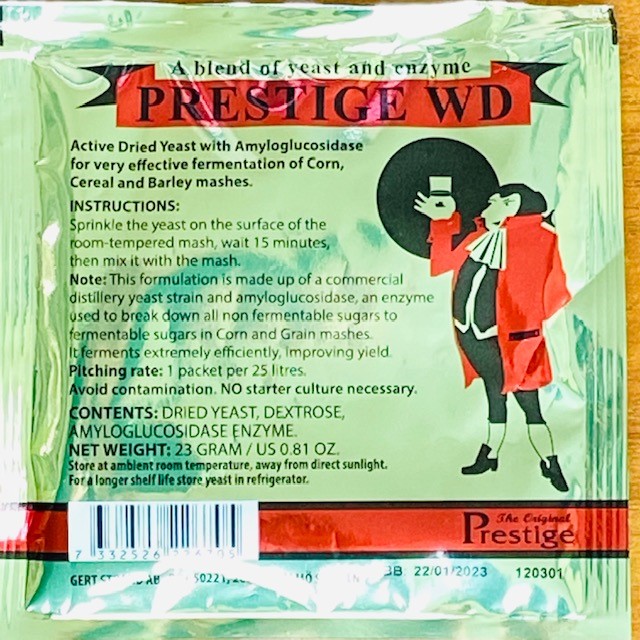 A blend of yeast and enzyme
PRESTIGE WD
Active Dried Yeast with Amyloglucosidase
for very effective fermentation of Corn,
Cereal and Barley mashes.
INSTRUCTIONS:
Sprinkle the yeast on the surface of the
room-tempered mash, wait 15 minutes,
then mix it with the mash.
Note: This formulation is made up of a commercial
distillery yeast strain and amyloglucosidase, an enzyme
used to break down all non fermentable sugars to
fermentable sugars in Corn and Grain mashes.
It ferments extremely efficiently, improving yield.
Pitching rate: 1 packet per 25 litres.
Avoid contamination. NO starter culture necessary.
CONTENTS: DRIED YEAST, DEXTROSE,
AMYLOGLUCOSIDASE ENZYME.
NET WEIGHT: 23 GRAM / US 0.81 OZ.
Store at ambient room temperature, away from direct sunlight.
For a longer shelf life store yeast in refrigerator.
The Original
Prestige
7 332526
GERT AB 50221,
BB 22/01/2023 120301